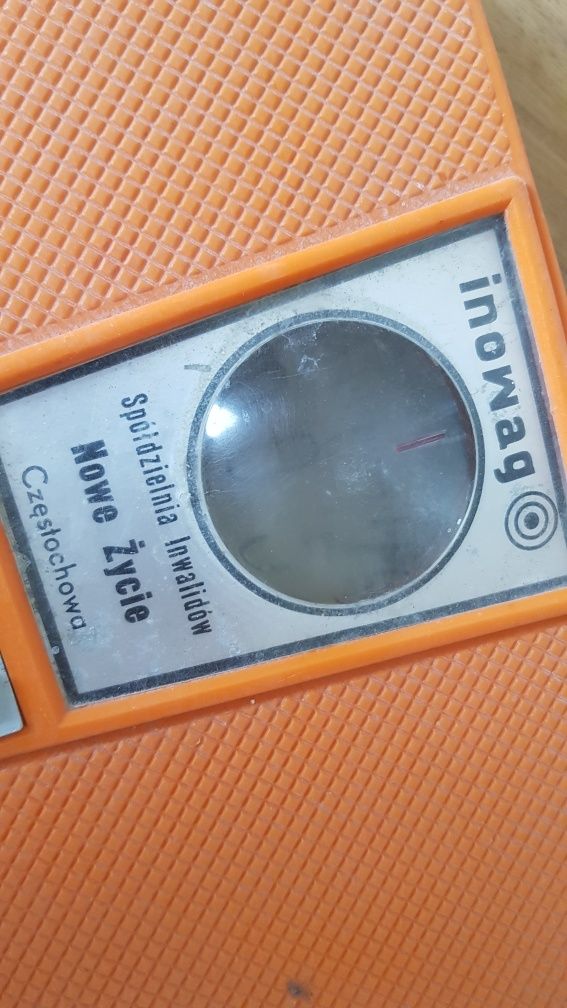 inowag
Spółdzielnia Inwalidów
Nowe Życie
Częstochowa